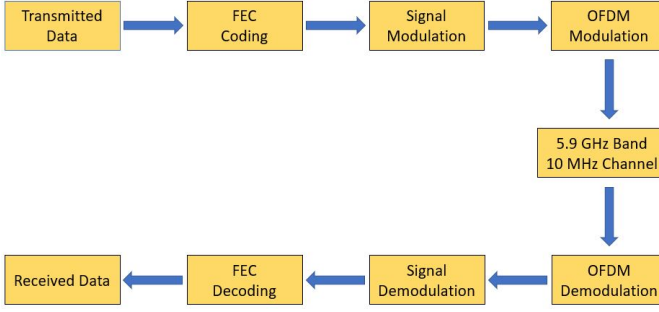 Transmitted
Data
FEC
Coding
Signal
Modulation
OFDM
Modulation
5.9 GHz Band
10 MHz Channel
OFDM
Demodulation
Signal
Demodulation
FEC
Decoding
Received Data